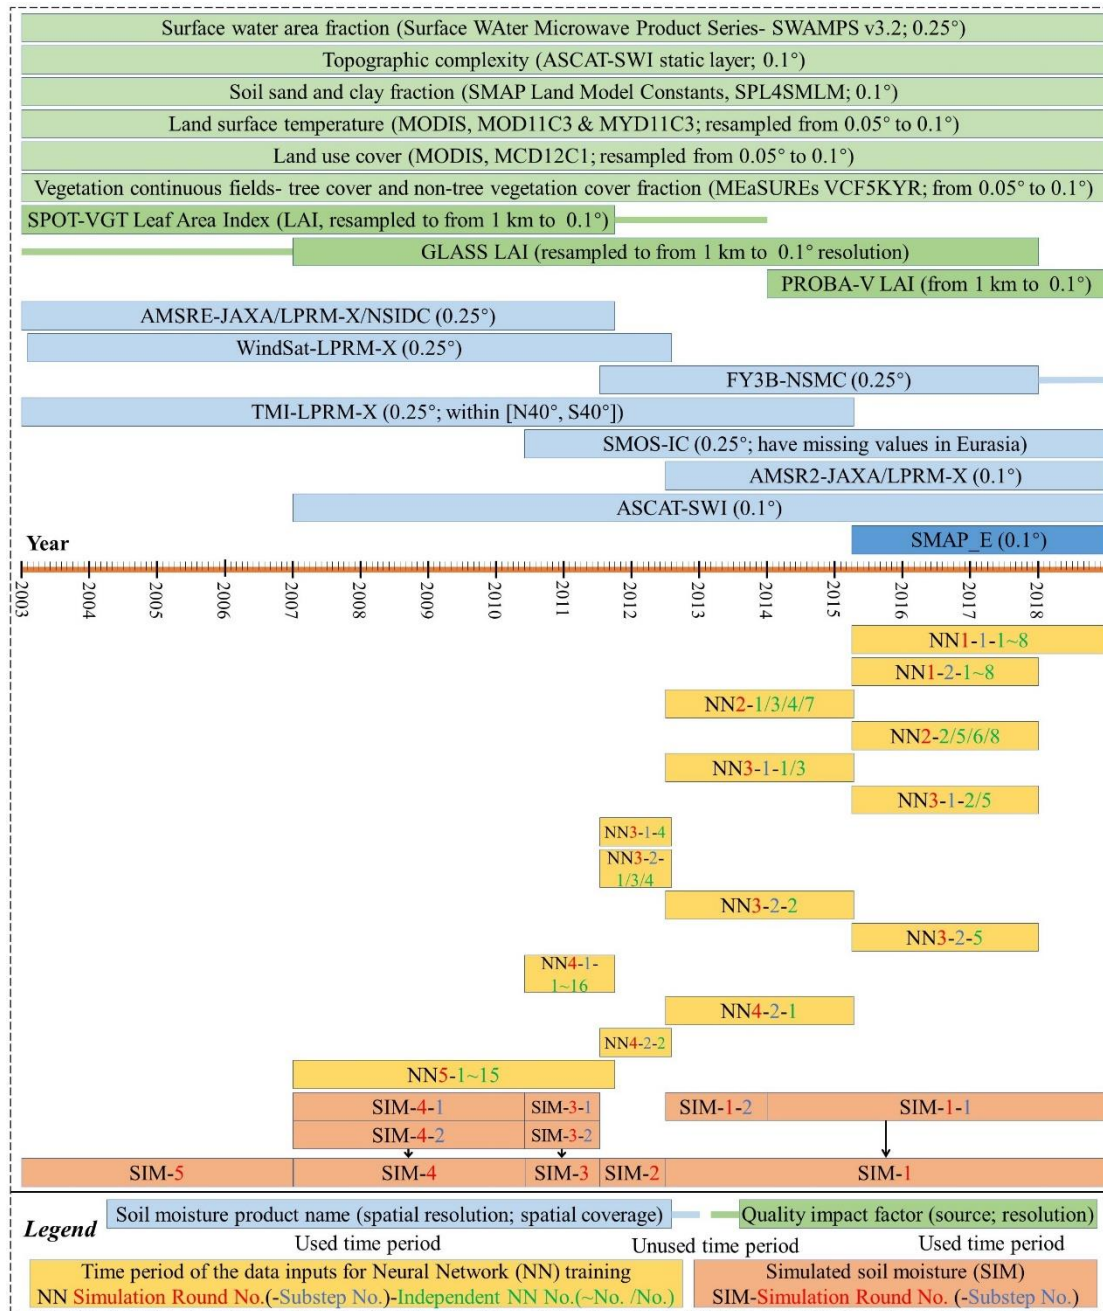 Surface water area fraction (Surface WAter Microwave Product Series- SWAMPS v3.2; 0.25°)
Topographic complexity (ASCAT-SWI static layer; 0.1°)
Soil sand and clay fraction (SMAP Land Model Constants, SPL4SMLM; 0.1°)
Land surface temperature (MODIS, MOD11C3 & MYD11C3; resampled from 0.05° to 0.1°)
Land use cover (MODIS, MCD12C1; resampled from 0.05° to 0.1°)
Vegetation continuous fields- tree cover and non-tree vegetation cover fraction (MEaSUREs VCF5KYR; from 0.05° to 0.1°)
SPOT-VGT Leaf Area Index (LAI, resampled to from 1 km to 0.1°)
GLASS LAI (resampled to from 1 km to 0.1° resolution)
PROBA-V LAI (from 1 km to 0.1°)
AMSRE-JAXA/LPRM-X/NSIDC (0.25°)
WindSat-LPRM-X (0.25°)
FY3B-NSMC (0.25°)
TMI-LPRM-X (0.25°; within [N40°, S40°])
SMOS-IC (0.25°; have missing values in Eurasia)
AMSR2-JAXA/LPRM-X (0.1°)
ASCAT-SWI (0.1°)
SMAP_E (0.1°)
Year
2003 2004 2005 2006 2007 2008 2009 2010 2011 2012 2013 2014 2015 2016 2017 2018
NN1-1-1~8
NN1-2-1~8
NN2-1/3/4/7
NN2-2/5/6/8
NN3-1-1/3
NN3-1-2/5
NN3-1-4
NN3-2-
1/3/4
NN3-2-2
NN3-2-5
NN4-1-
1~16
NN4-2-1
NN4-2-2
NN5-1~15
SIM-4-1 SIM-3-1 SIM-1-2 SIM-1-1
SIM-4-2 SIM-3-2
SIM-5 SIM-4 SIM-3 SIM-2 SIM-1
Legend
Soil moisture product name (spatial resolution; spatial coverage) Quality impact factor (source; resolution)
Used time period Unused time period Used time period
Time period of the data inputs for Neural Network (NN) training
NN Simulation Round No.(-Substep No.)-Independent NN No.(~No. /No.)
Simulated soil moisture (SIM)
SIM-Simulation Round No. (-Substep No.)